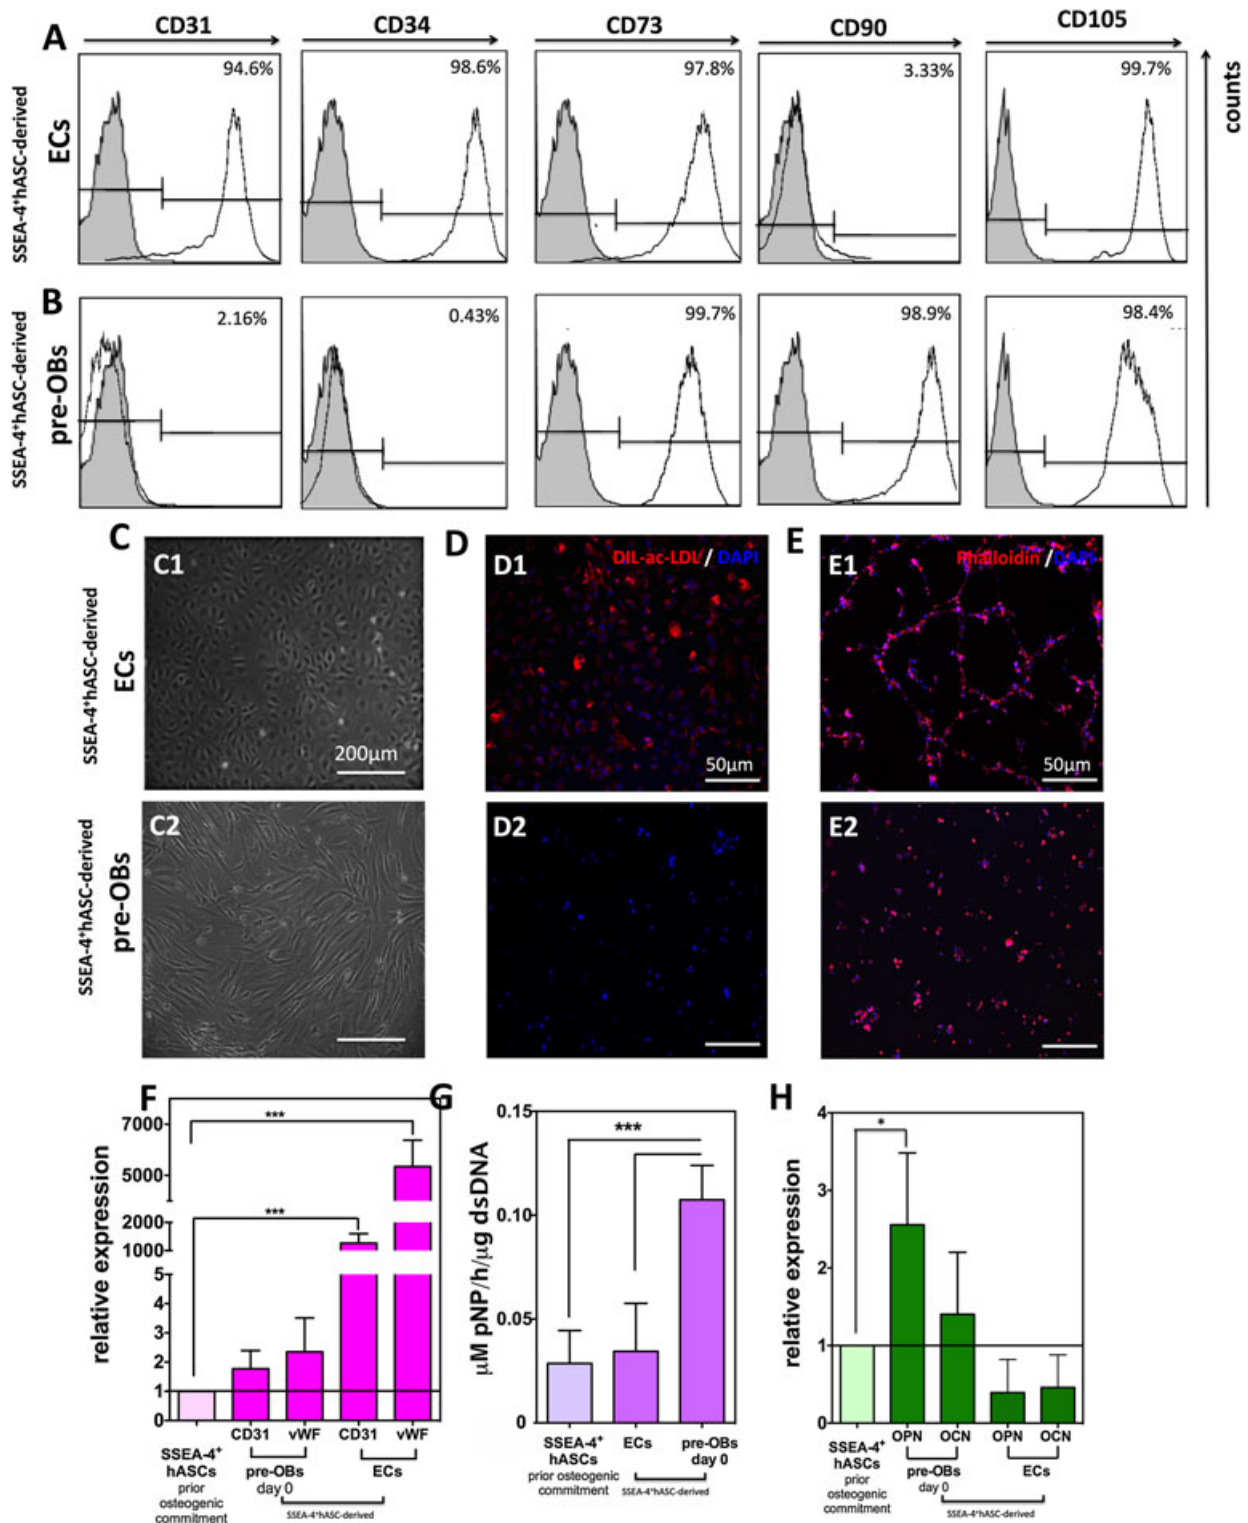 A
CD31
CD34
CD73
CD90
CD105
SSEA-4⁺hASC-derived
ECs
94.6%
98.6%
97.8%
3.33%
99.7%
counts
B
SSEA-4⁺hASC-derived
pre-OBs
2.16%
0.43%
99.7%
98.9%
98.4%
C
D
E
SSEA-4⁺hASC-derived
ECs
C1
200µm
D1
DIL-ac-LDL/DAPI
50µm
E1
Phalloidin/DAPI
50µm
SSEA-4⁺hASC-derived
pre-OBs
C2
D2
E2
F
relative expression
7000
5000
2000
1000
5
4
3
2
1
0
***
***
CD31
vWF
CD31
vWF
SSEA-4⁺
hASCs
prior
osteogenic
commitment
pre-OBs
day 0
ECs
SSEA-4⁺hASC-derived
G
µM pNP/h/µg dsDNA
0.15
0.10
0.05
0
***
SSEA-4⁺
hASCs
prior osteogenic
commitment
ECs
pre-OBs
day 0
SSEA-4⁺hASC-derived
H
relative expression
4
3
2
1
0
*
OPN
OCN
OPN
OCN
SSEA-4⁺
hASCs
prior
osteogenic
commitment
pre-OBs
day 0
ECs
SSEA-4⁺hASC-derived